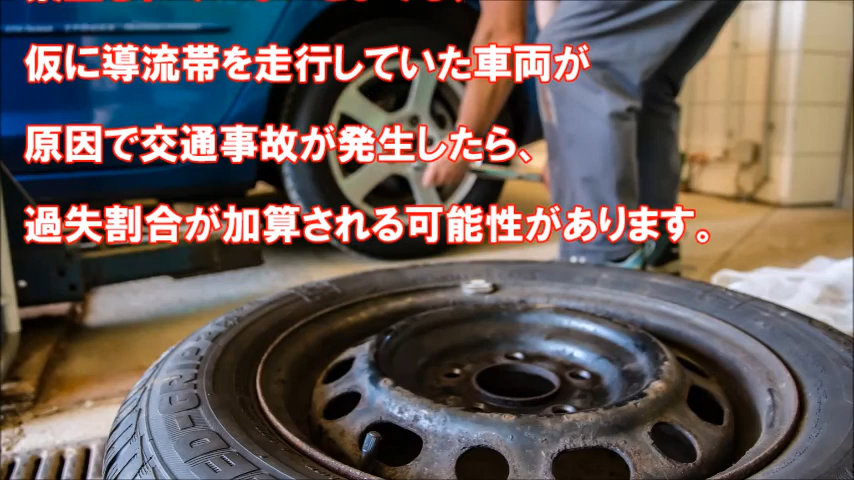 仮に導流帯を走行していた車両が
原因で交通事故が発生したら、
過失割合が加算される可能性があります。